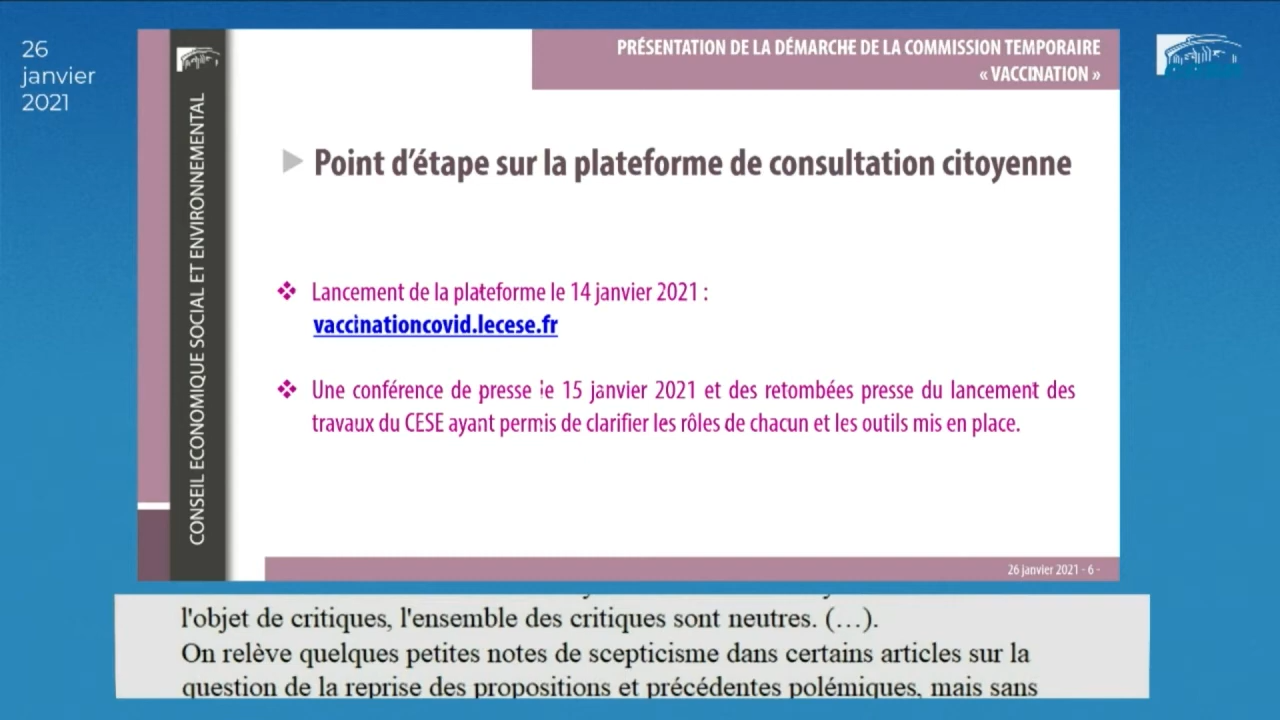 26
janvier
2021
CONSEIL ECONOMIQUE SOCIAL ET ENVIRONNEMENTAL
PRÉSENTATION DE LA DÉMARCHE DE LA COMMISSION TEMPORAIRE
« VACCINATION »
Point d’étape sur la plateforme de consultation citoyenne
Lancement de la plateforme le 14 janvier 2021 :
vaccinationcovid.lecese.fr
Une conférence de presse le 15 janvier 2021 et des retombées presse du lancement des
travaux du CESE ayant permis de clarifier les rôles de chacun et les outils mis en place.
26 janvier 2021 - 6 -
l'objet de critiques, l'ensemble des critiques sont neutres. (…).
On relève quelques petites notes de scepticisme dans certains articles sur la
question de la reprise des propositions et précédentes polémiques, mais sans